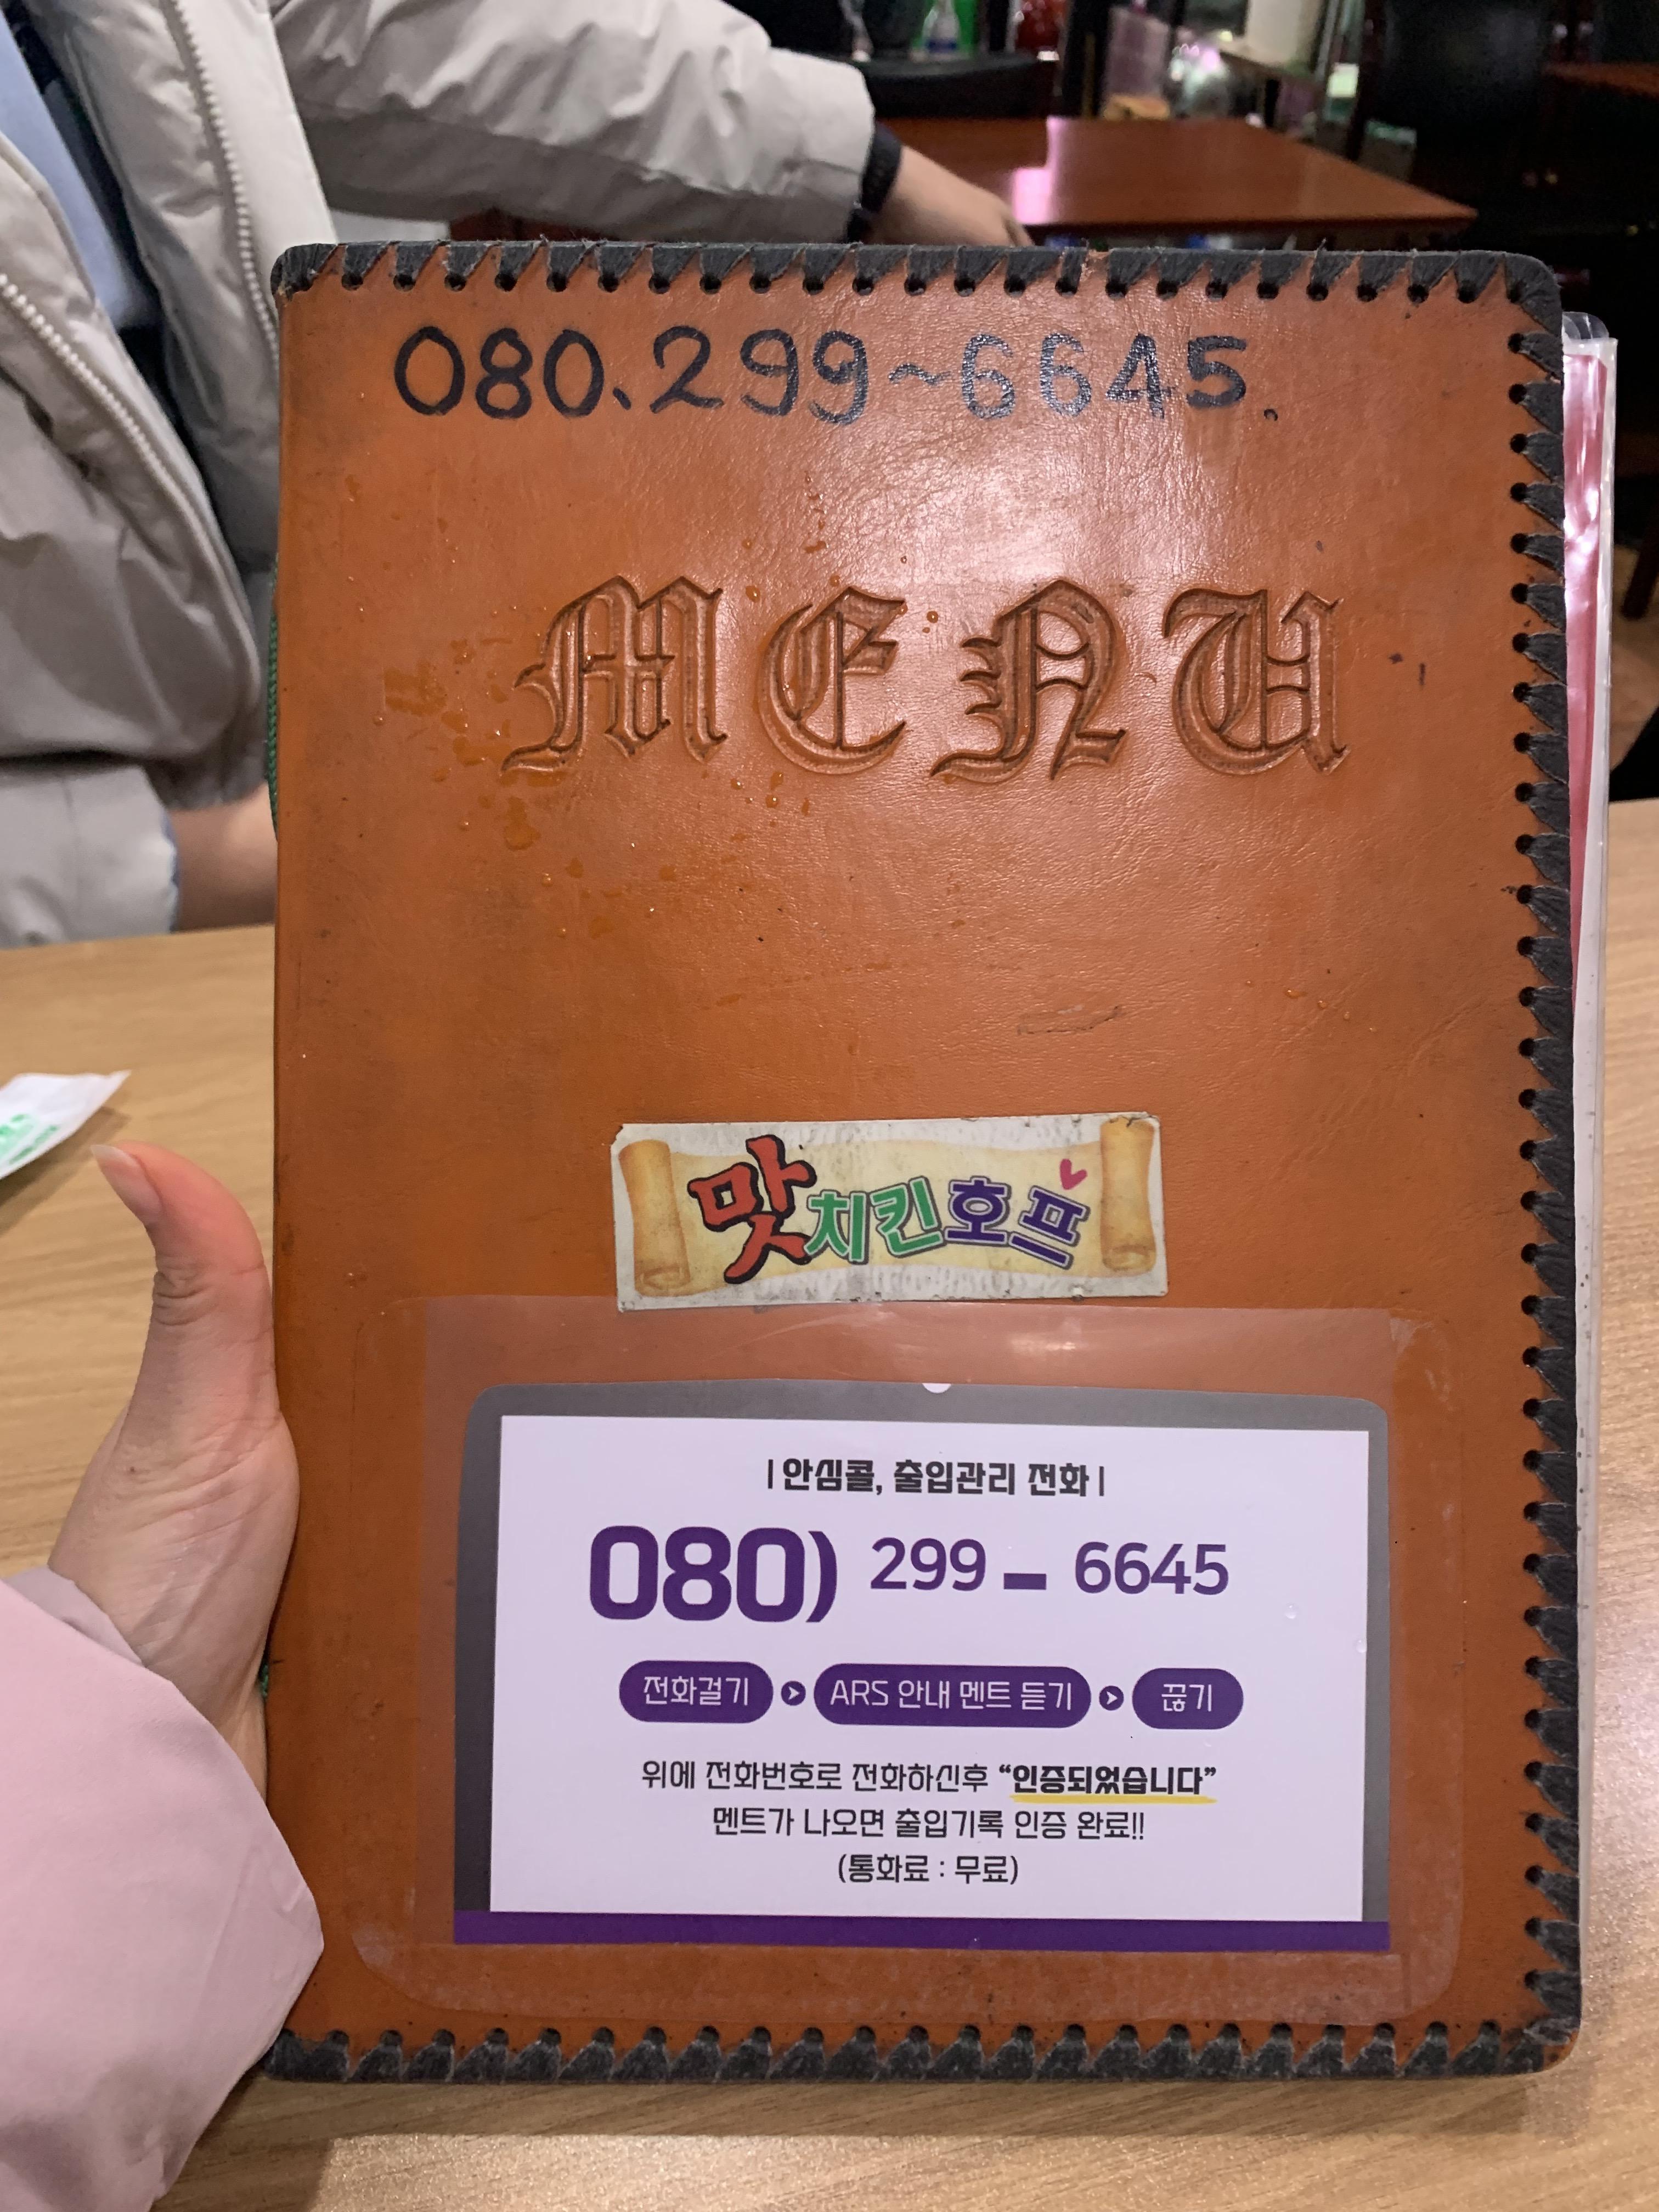 080.299~6645.
MENU
맛치킨호프
| 안심콜, 출입관리 전화 |
080) 299 - 6645
전화걸기 > ARS 안내 멘트 듣기 > 끊기
위에 전화번호로 전화하신후 “인증되었습니다”
멘트가 나오면 출입기록 인증 완료!!
(통화료 : 무료)